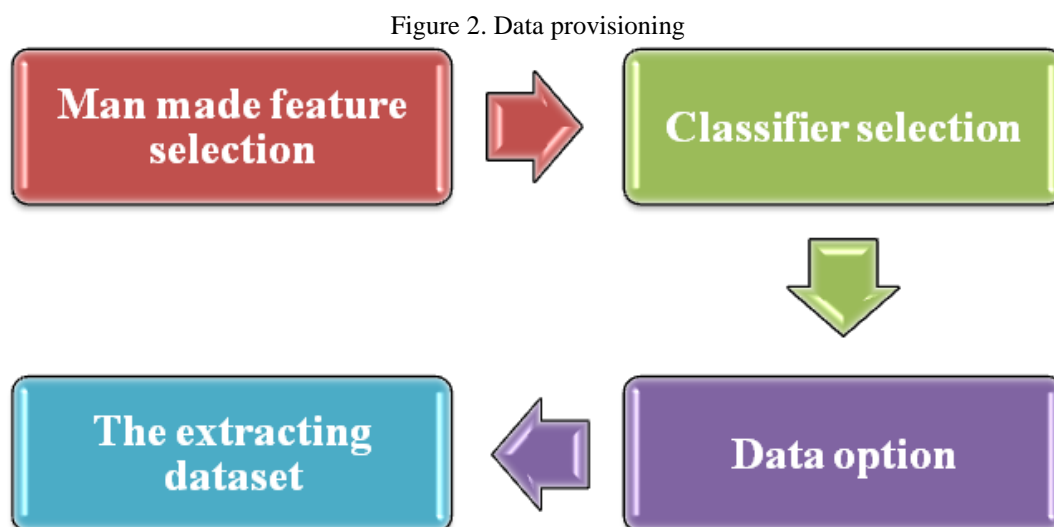 Figure 2. Data provisioning
Man made feature
selection
Classifier selection
Data option
The extracting
dataset